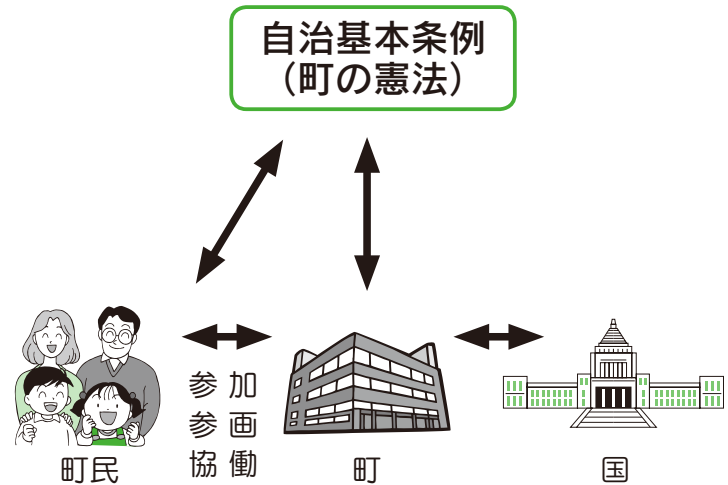 自治基本条例
（町の憲法）
参加
参画
協働
町民
町
国